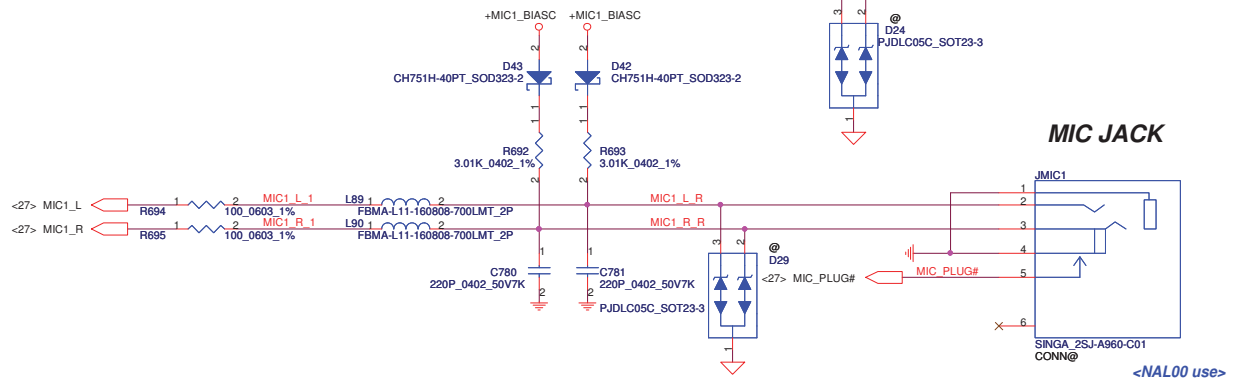 3
2
@
D24
PJDLC05C_SOT23-3
1
+MIC1_BIASC
+MIC1_BIASC
2
2
D43
CH751H-40PT_SOD323-2
D42
CH751H-40PT_SOD323-2
1
1
1
1
R692
3.01K_0402_1%
R693
3.01K_0402_1%
2
2
MIC JACK
JMIC1
<27> MIC1_L
1
R694
2
100_0603_1%
MIC1_L_1
L89
1
2
FBMA-L11-160808-700LMT_2P
MIC1_L_R
1
2
<27> MIC1_R
1
R695
2
100_0603_1%
MIC1_R_1
L90
1
2
FBMA-L11-160808-700LMT_2P
MIC1_R_R
3
4
1
C780
220P_0402_50V7K
2
1
C781
220P_0402_50V7K
2
3
2
@
D29
PJDLC05C_SOT23-3
1
<27> MIC_PLUG#
MIC_PLUG#
5
6
SINGA_2SJ-A960-C01
CONN@
<NAL00 use>